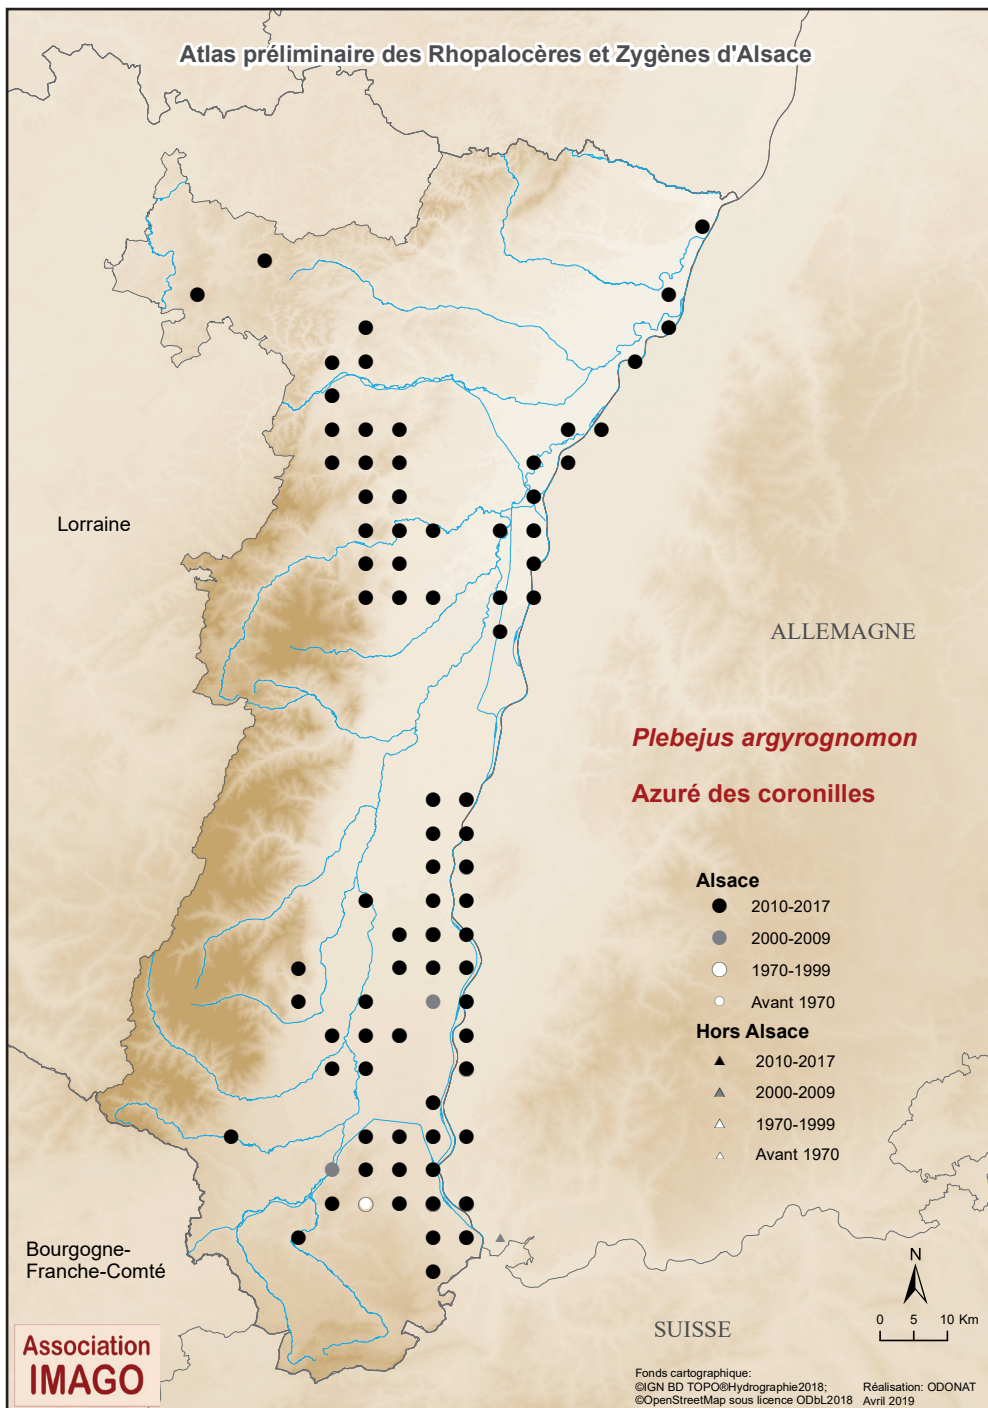 Atlas préliminaire des Rhopalocères et Zygènes d'Alsace
Lorraine
ALLEMAGNE
Plebejus argyrognomon
Azuré des coronilles
Alsace
2010-2017
2000-2009
1970-1999
Avant 1970
Hors Alsace
2010-2017
2000-2009
1970-1999
Avant 1970
Bourgogne-
Franche-Comté
N
0 5 10 Km
SUISSE
Association
IMAGO
Fonds cartographique:
©IGN BD TOPO®Hydrographie2018;
©OpenStreetMap sous licence ODbL2018
Réalisation: ODONAT
Avril 2019